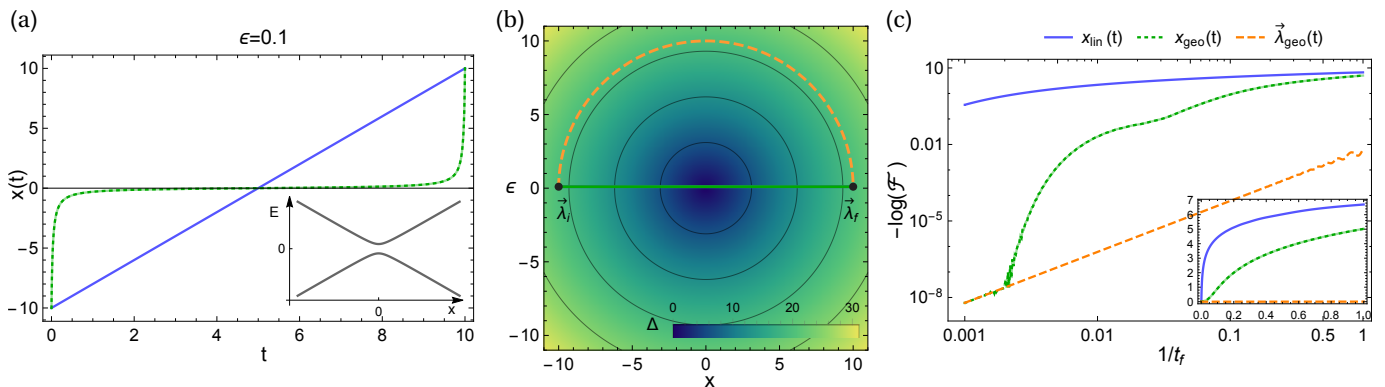 (a)
ϵ=0.1
x(t)
10
5
0
−5
−10
0 2 4 6 8 10
t
E
0
0
x
(b)
ϵ
10
5
0
−5
−10
λ⃗i
λ⃗f
0 10 20 30
Δ
−10 −5 0 5 10
x
(c)
xlin(t) xgeo(t) λ⃗geo(t)
−log(ℱ)
10
0.01
10⁻⁵
10⁻⁸
0.001 0.01 0.1 0.5 1
1/tf
7
6
5
4
3
2
1
0
0.0 0.2 0.4 0.6 0.8 1.0